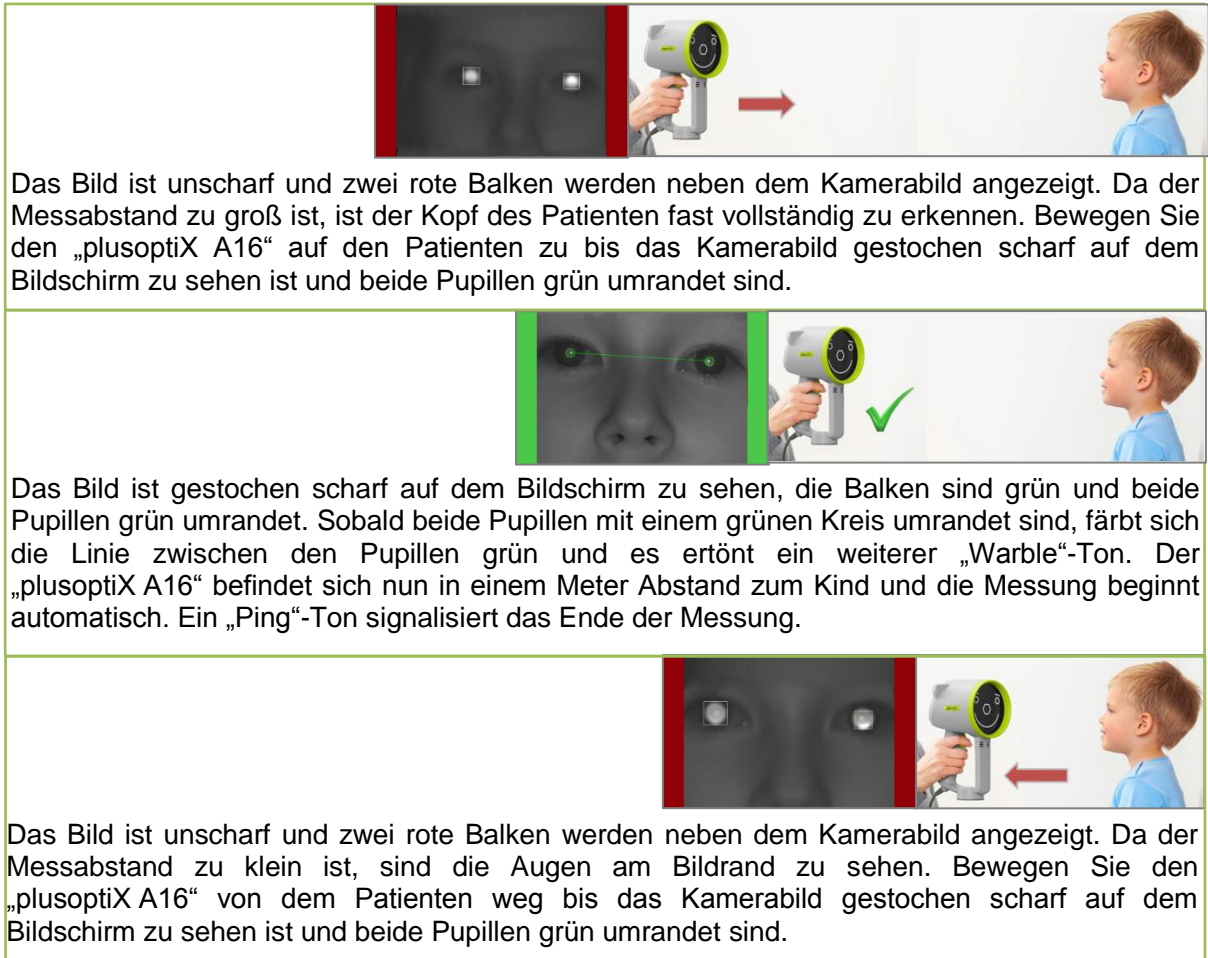 Das Bild ist unscharf und zwei rote Balken werden neben dem Kamerabild angezeigt. Da der
Messabstand zu groß ist, ist der Kopf des Patienten fast vollständig zu erkennen. Bewegen Sie
den „plusoptiX A16“ auf den Patienten zu bis das Kamerabild gestochen scharf auf dem
Bildschirm zu sehen ist und beide Pupillen grün umrandet sind.
Das Bild ist gestochen scharf auf dem Bildschirm zu sehen, die Balken sind grün und beide
Pupillen grün umrandet. Sobald beide Pupillen mit einem grünen Kreis umrandet sind, färbt sich
die Linie zwischen den Pupillen grün und es ertönt ein weiterer „Warble“-Ton. Der
„plusoptiX A16“ befindet sich nun in einem Meter Abstand zum Kind und die Messung beginnt
automatisch. Ein „Ping“-Ton signalisiert das Ende der Messung.
Das Bild ist unscharf und zwei rote Balken werden neben dem Kamerabild angezeigt. Da der
Messabstand zu klein ist, sind die Augen am Bildrand zu sehen. Bewegen Sie den
„plusoptiX A16“ von dem Patienten weg bis das Kamerabild gestochen scharf auf dem
Bildschirm zu sehen ist und beide Pupillen grün umrandet sind.